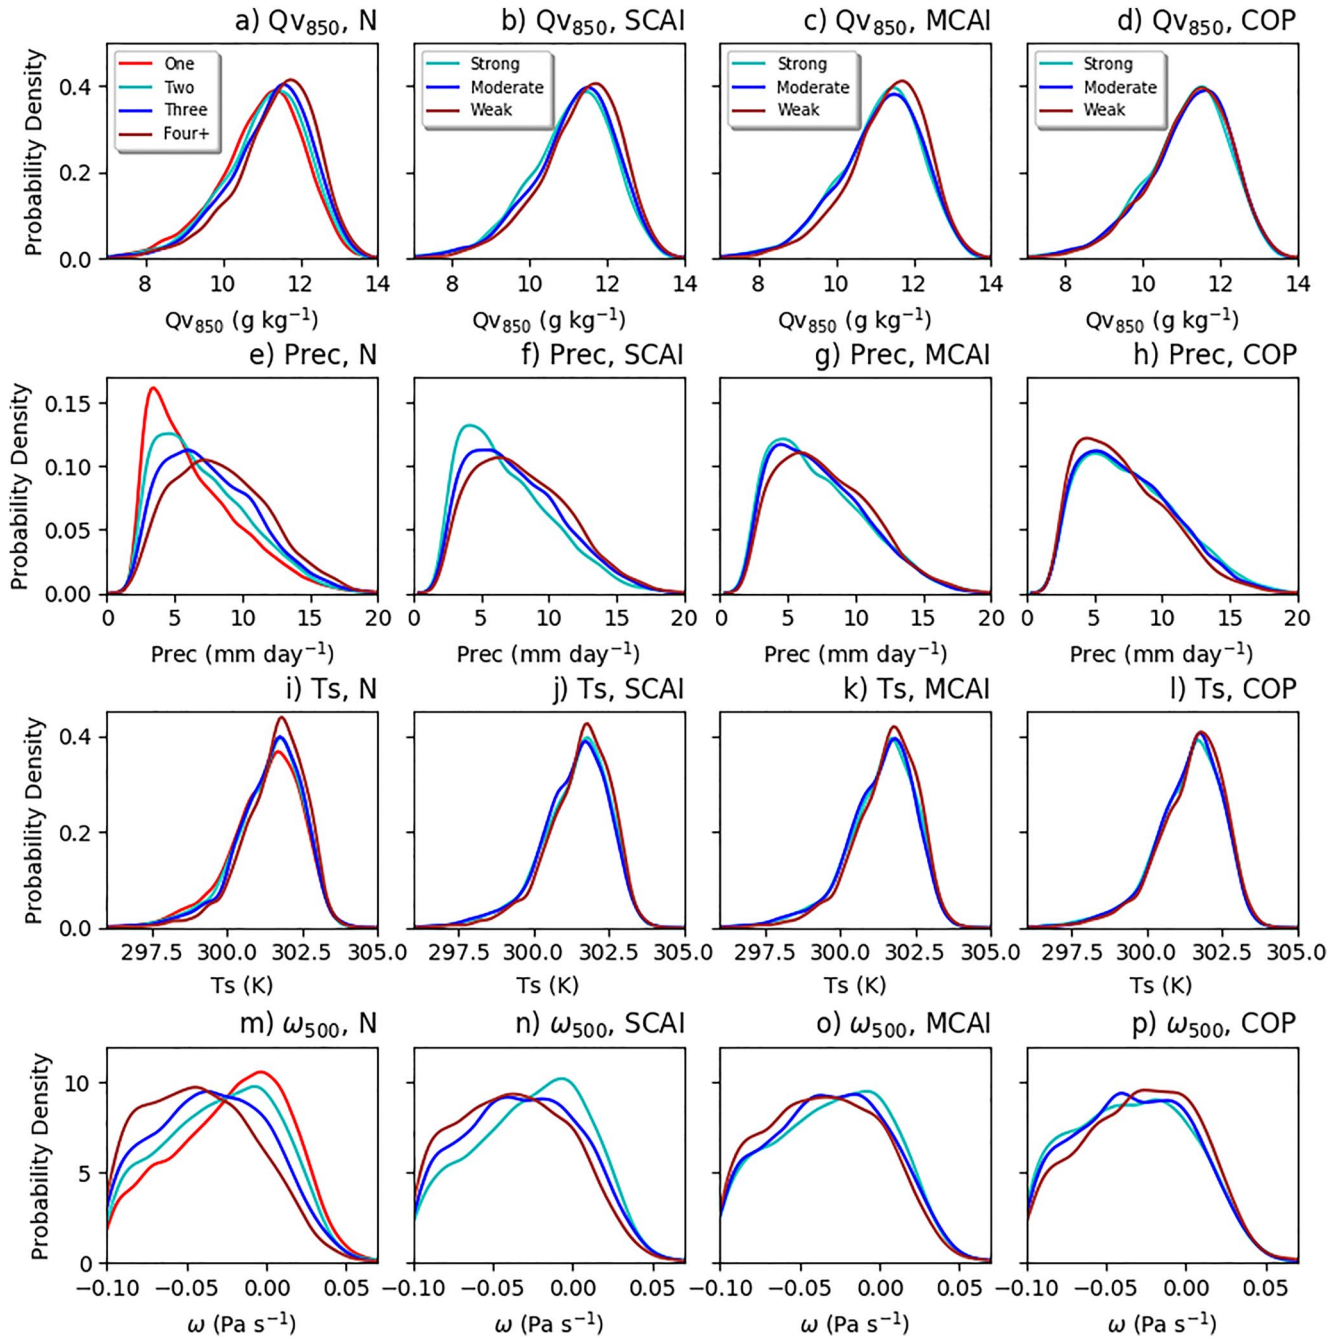 a) Qv₈₅₀, N
b) Qv₈₅₀, SCAI
c) Qv₈₅₀, MCAI
d) Qv₈₅₀, COP
Probability Density
0.4
0.2
0.0
One
Two
Three
Four+
Strong
Moderate
Weak
Strong
Moderate
Weak
Strong
Moderate
Weak
8 10 12 14
8 10 12 14
8 10 12 14
8 10 12 14
Qv₈₅₀ (g kg⁻¹)
Qv₈₅₀ (g kg⁻¹)
Qv₈₅₀ (g kg⁻¹)
Qv₈₅₀ (g kg⁻¹)
e) Prec, N
f) Prec, SCAI
g) Prec, MCAI
h) Prec, COP
Probability Density
0.15
0.10
0.05
0.00
0 5 10 15 20
0 5 10 15 20
0 5 10 15 20
0 5 10 15 20
Prec (mm day⁻¹)
Prec (mm day⁻¹)
Prec (mm day⁻¹)
Prec (mm day⁻¹)
i) Ts, N
j) Ts, SCAI
k) Ts, MCAI
l) Ts, COP
Probability Density
0.4
0.2
0.0
297.5 300.0 302.5 305.0
297.5 300.0 302.5 305.0
297.5 300.0 302.5 305.0
297.5 300.0 302.5 305.0
Ts (K)
Ts (K)
Ts (K)
Ts (K)
m) ω₅₀₀, N
n) ω₅₀₀, SCAI
o) ω₅₀₀, MCAI
p) ω₅₀₀, COP
Probability Density
10
5
0
−0.10 −0.05 0.00 0.05
−0.10 −0.05 0.00 0.05
−0.10 −0.05 0.00 0.05
−0.10 −0.05 0.00 0.05
ω (Pa s⁻¹)
ω (Pa s⁻¹)
ω (Pa s⁻¹)
ω (Pa s⁻¹)